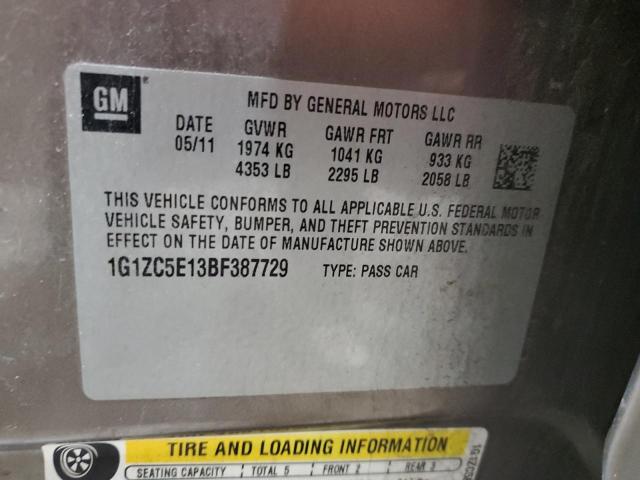 GM
MFD BY GENERAL MOTORS LLC
DATE GVWR GAWR FRT GAWR RR
05/11 1974 KG 1041 KG 933 KG
4353 LB 2295 LB 2058 LB
THIS VEHICLE CONFORMS TO ALL APPLICABLE U.S. FEDERAL MOTOR
VEHICLE SAFETY, BUMPER, AND THEFT PREVENTION STANDARDS IN
EFFECT ON THE DATE OF MANUFACTURE SHOWN ABOVE.
1G1ZC5E13BF387729 TYPE: PASS CAR
TIRE AND LOADING INFORMATION
SEATING CAPACITY TOTAL 5 FRONT 2 REAR 3